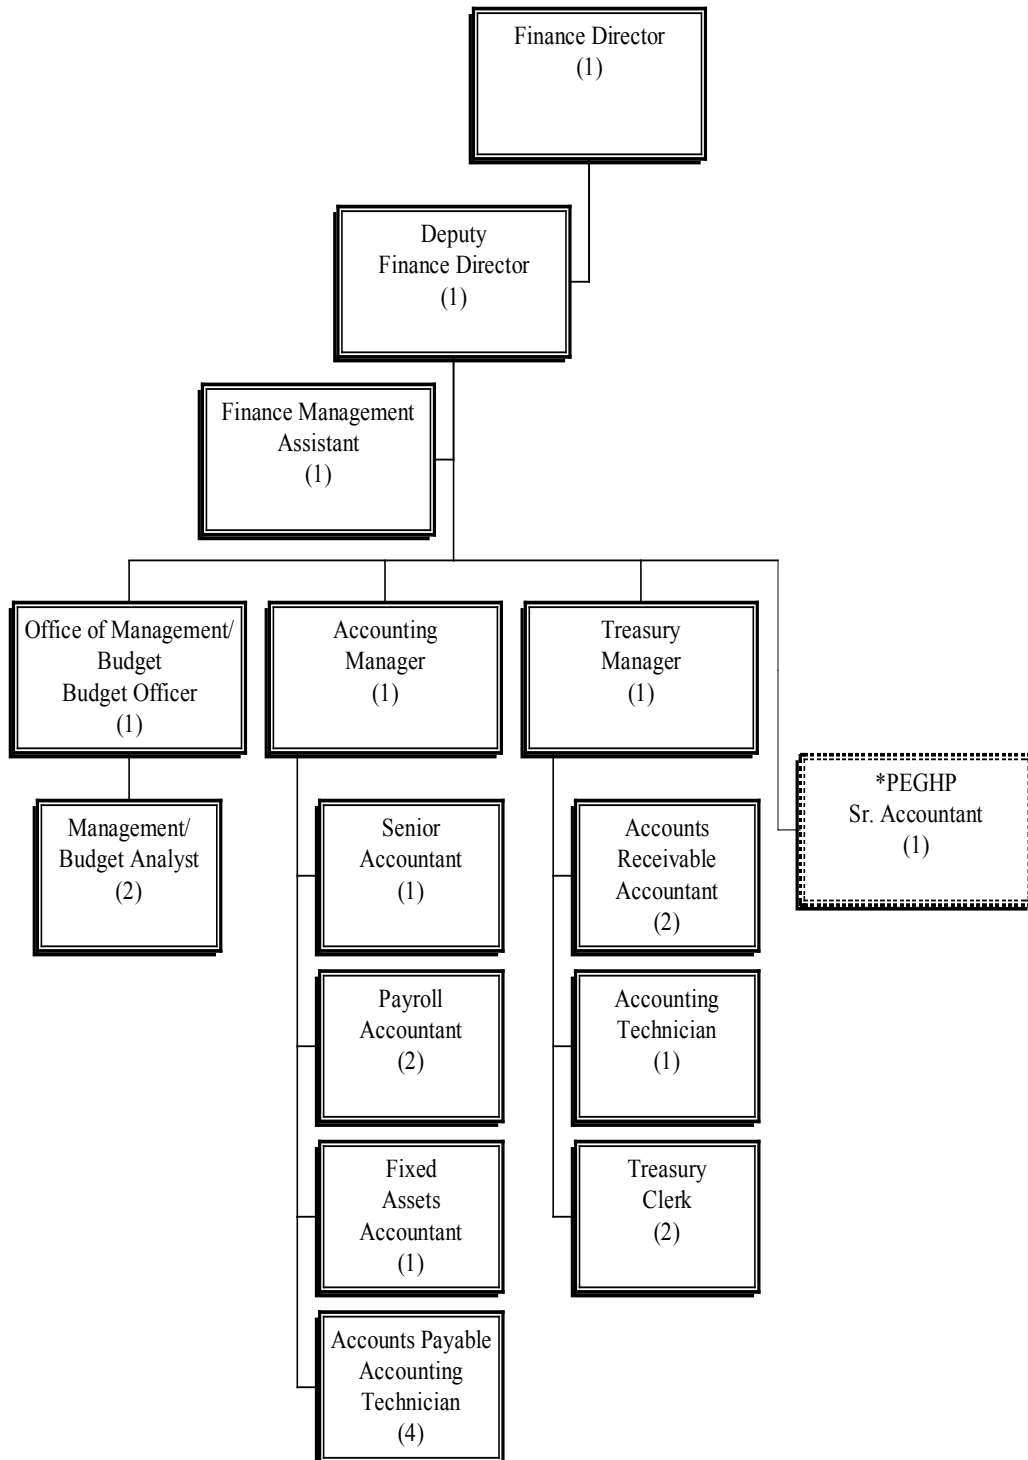 Finance Director
(1)
Deputy
Finance Director
(1)
Finance Management
Assistant
(1)
Office of Management/
Budget
Budget Officer
(1)
Accounting
Manager
(1)
Treasury
Manager
(1)
*PEGHP
Sr. Accountant
(1)
Management/
Budget Analyst
(2)
Senior
Accountant
(1)
Accounts
Receivable
Accountant
(2)
Payroll
Accountant
(2)
Accounting
Technician
(1)
Fixed
Assets
Accountant
(1)
Treasury
Clerk
(2)
Accounts Payable
Accounting
Technician
(4)